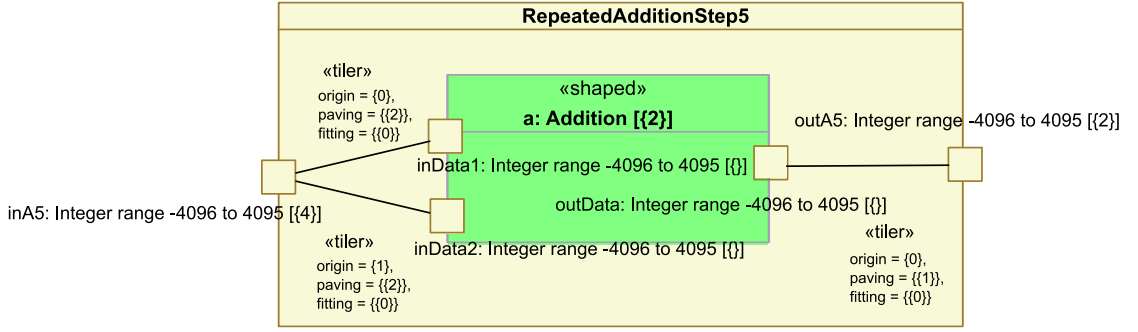 RepeatedAdditionStep5
«tiler»
origin = {0},
paving = {{2}},
fitting = {{0}}
«shaped»
a: Addition [{2}]
outA5: Integer range -4096 to 4095 [{2}]
inData1: Integer range -4096 to 4095 [{}]
outData: Integer range -4096 to 4095 [{}]
inA5: Integer range -4096 to 4095 [{4}]
«tiler»
origin = {1},
paving = {{2}},
fitting = {{0}}
inData2: Integer range -4096 to 4095 [{}]
«tiler»
origin = {0},
paving = {{1}},
fitting = {{0}}